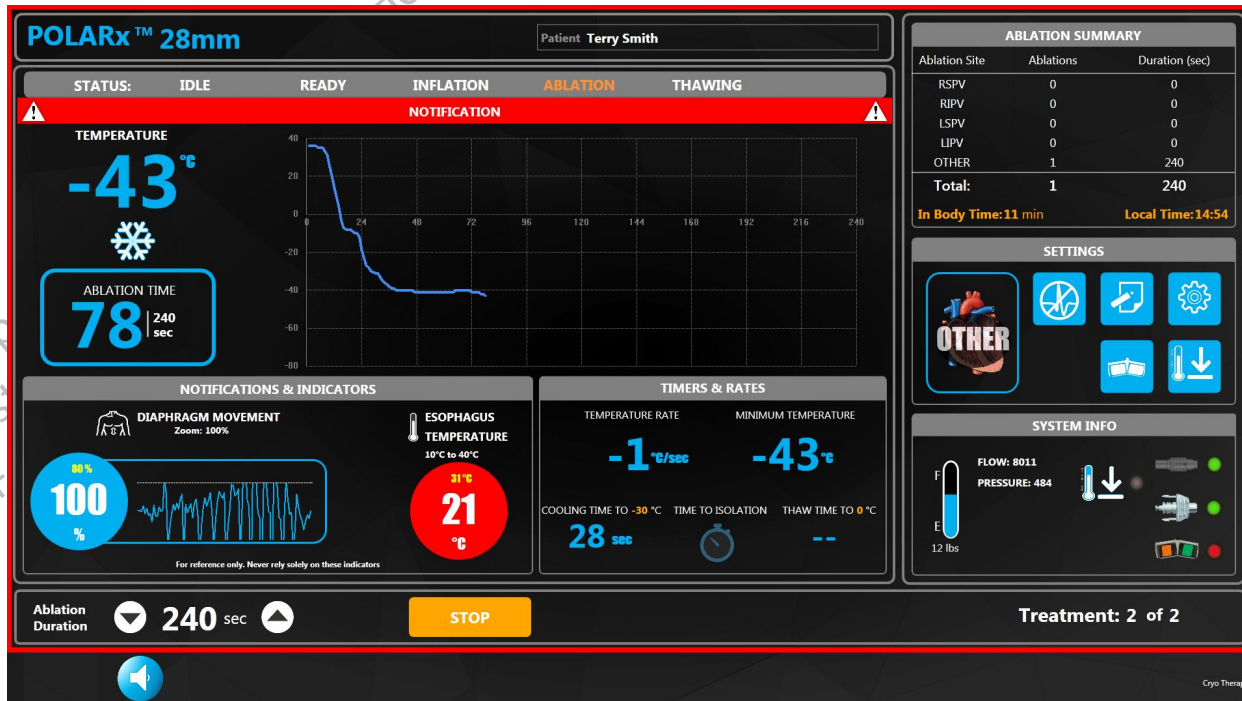 POLARx™ 28mm
Patient Terry Smith
STATUS: IDLE READY INFLATION ABLATION THAWING
NOTIFICATION
TEMPERATURE
-43 °C
ABLATION TIME
78 240 sec
40
20
0
-20
-40
-60
-80
0 24 48 72 96 120 144 168 192 216 240
NOTIFICATIONS & INDICATORS
DIAPHRAGM MOVEMENT
Zoom: 100%
80 %
100
%
ESOPHAGUS
TEMPERATURE
10°C to 40°C
31°C
21
°C
For reference only. Never rely solely on these indicators
TIMERS & RATES
TEMPERATURE RATE MINIMUM TEMPERATURE
-1 °C/sec -43 °C
COOLING TIME TO -30 °C TIME TO ISOLATION THAW TIME TO 0 °C
28 sec --
ABLATION SUMMARY
Ablation Site Ablations Duration (sec)
RSPV 0 0
RIPV 0 0
LSPV 0 0
LIPV 0 0
OTHER 1 240
Total: 1 240
In Body Time:11 min Local Time:14:54
SETTINGS
OTHER
SYSTEM INFO
F
E
12 lbs
FLOW: 8011
PRESSURE: 484
Ablation
Duration
240 sec
STOP
Treatment: 2 of 2